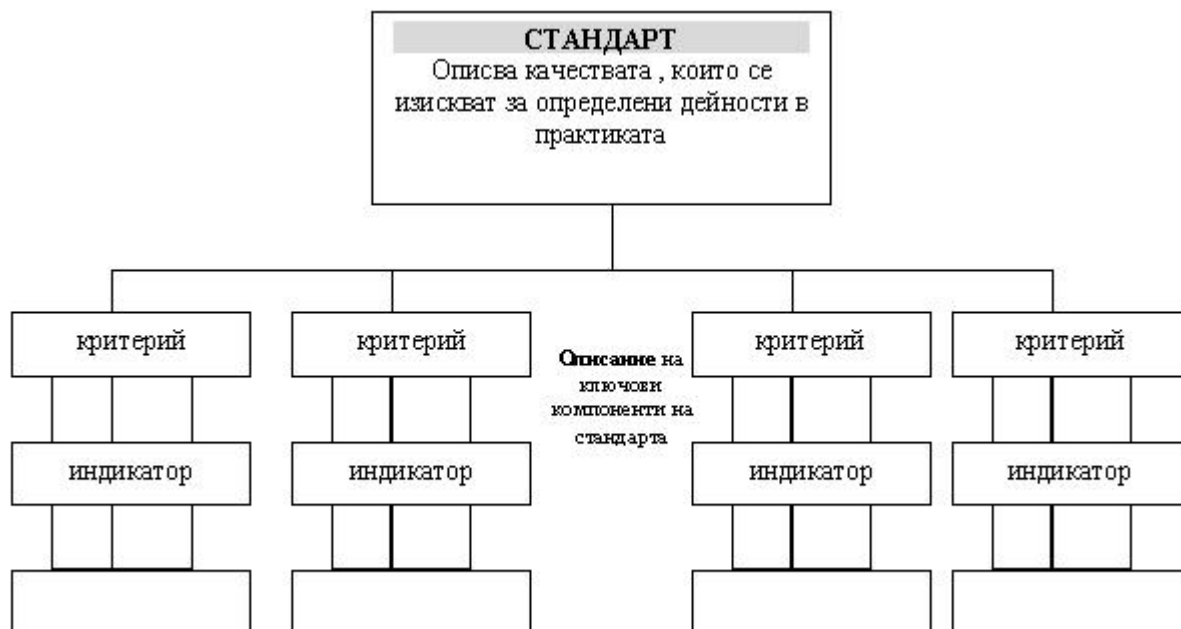 СТАНДАРТ
Описва качествата , които се
изискват за определени дейности в
практиката
критерий
критерий
Описание на
ключови
компоненти на
стандарта
критерий
критерий
индикатор
индикатор
индикатор
индикатор